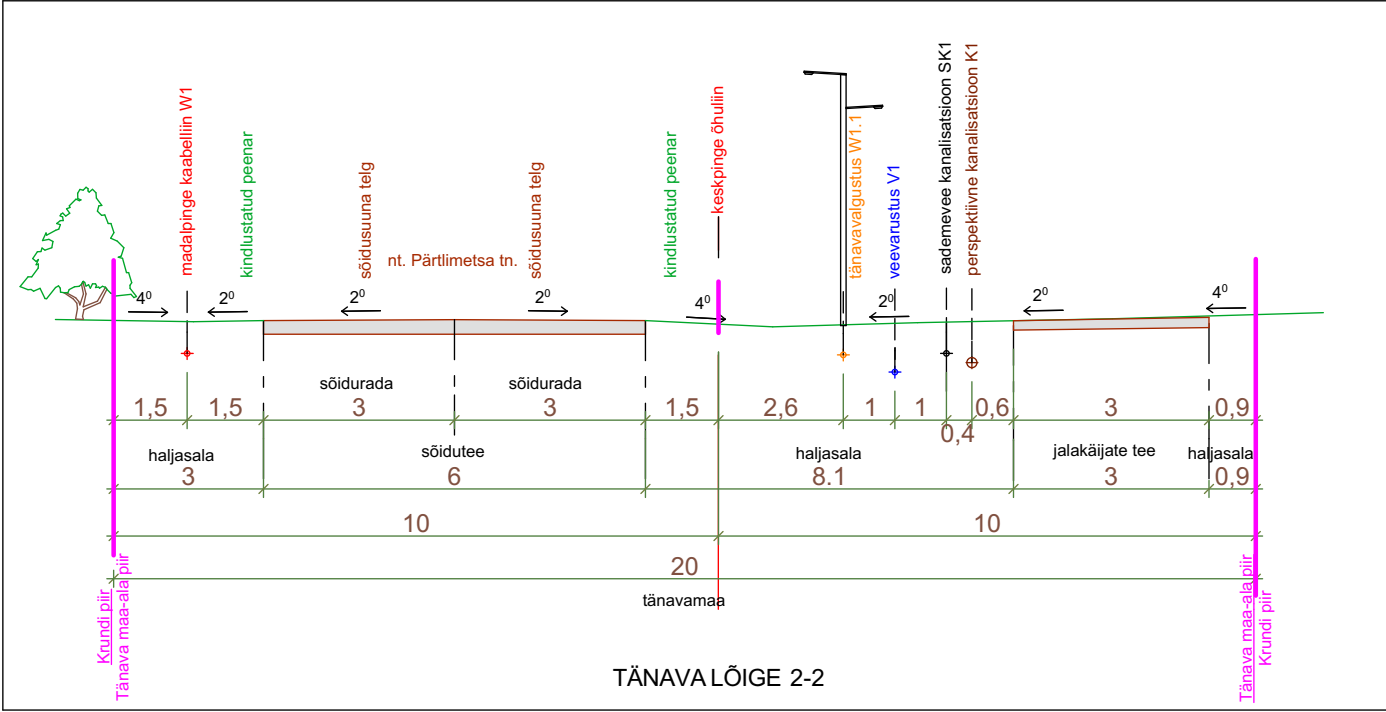 madalpinge kaabelliin W1
kindlustatud peenar
sõidusuuna telg
nt. Pärtlimetsa tn.
sõidusuuna telg
kindlustatud peenar
keskpinge õhuliin
tänavavalgustus W1.1
veevarustus V1
sademevee kanalisatsioon SK1
perspektiivne kanalisatsioon K1
4⁰ 2⁰ 2⁰ 2⁰ 4⁰ 2⁰ 2⁰ 4⁰
sõidurada sõidurada
1,5 1,5 3 3 1,5 2,6 1 1 0,4 0,6 3 0,9
haljasala sõidutee haljasala jalakäijate tee haljasala
3 6 8.1 3 0,9
10 10
20
tänavamaa
Krundi piir
Tänava maa-ala piir
Tänava maa-ala piir
Krundi piir
TÄNAVA LÕIGE 2-2